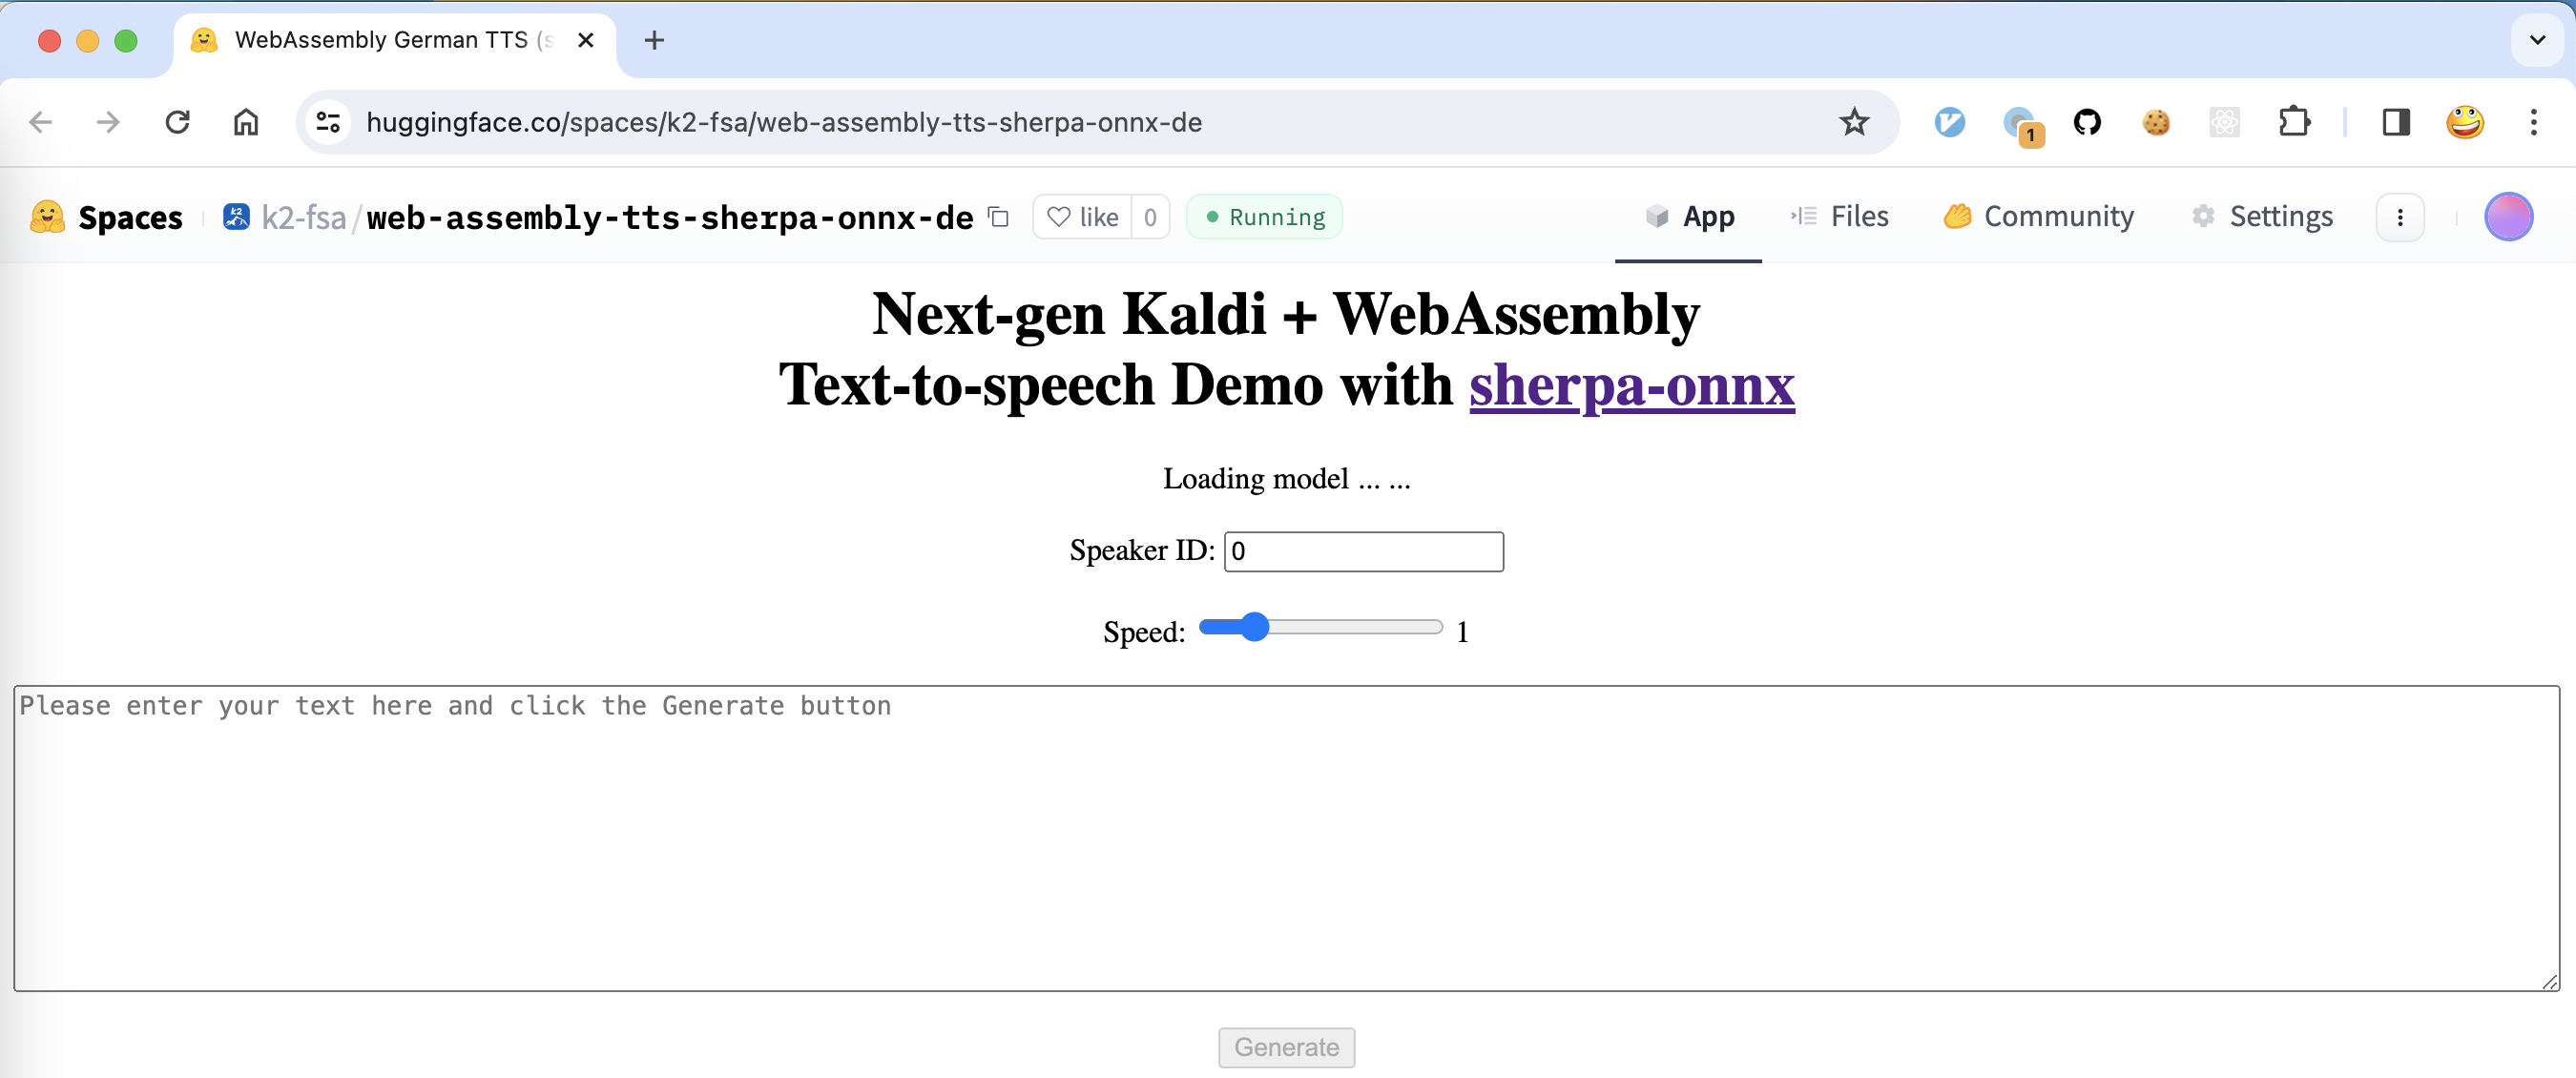 WebAssembly German TTS (s
huggingface.co/spaces/k2-fsa/web-assembly-tts-sherpa-onnx-de
1
Spaces k2 k2-fsa/web-assembly-tts-sherpa-onnx-de like 0 Running App Files Community Settings
Next-gen Kaldi + WebAssembly
Text-to-speech Demo with sherpa-onnx
Loading model ... ...
Speaker ID: 0
Speed: 1
Please enter your text here and click the Generate button
Generate